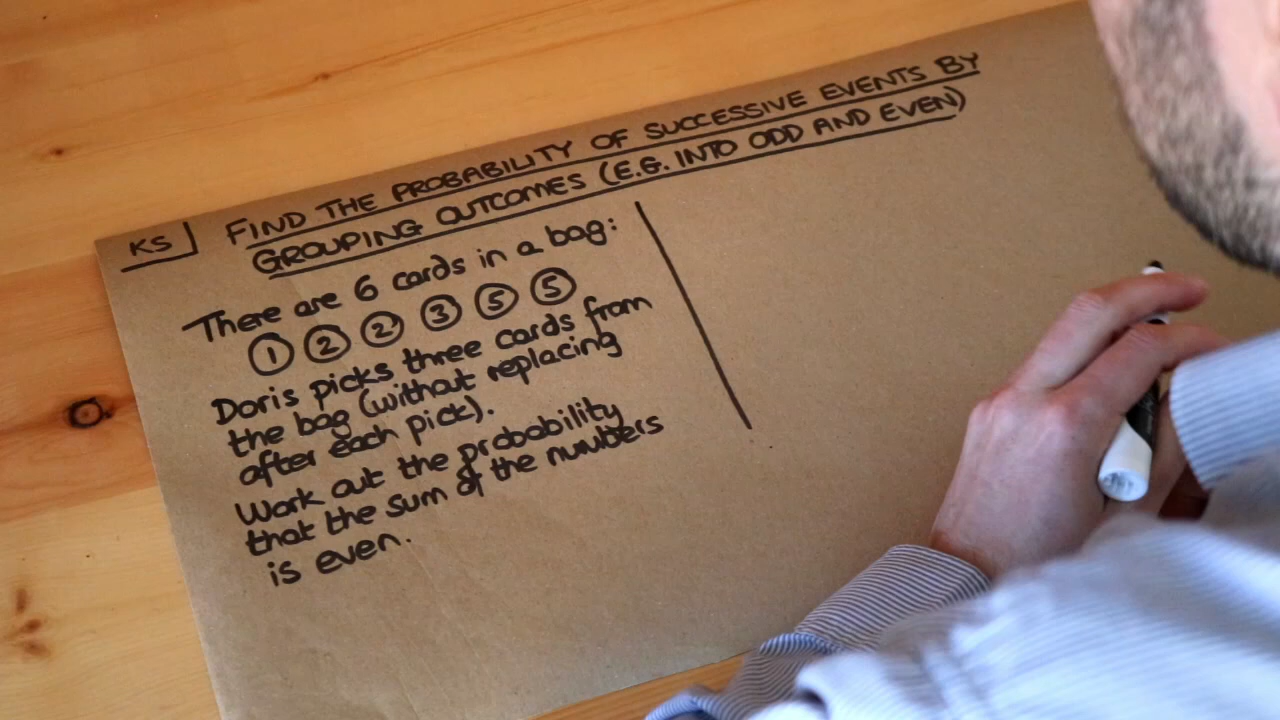 KS
FIND THE PROBABILITY OF SUCCESSIVE EVENTS BY
GROUPING OUTCOMES (E.G. INTO ODD AND EVEN)
There are 6 cards in a bag:
1 2 2 3 5 5
Doris picks three cards from
the bag (without replacing
after each pick).
Work out the probability
that the sum of the numbers
is even.